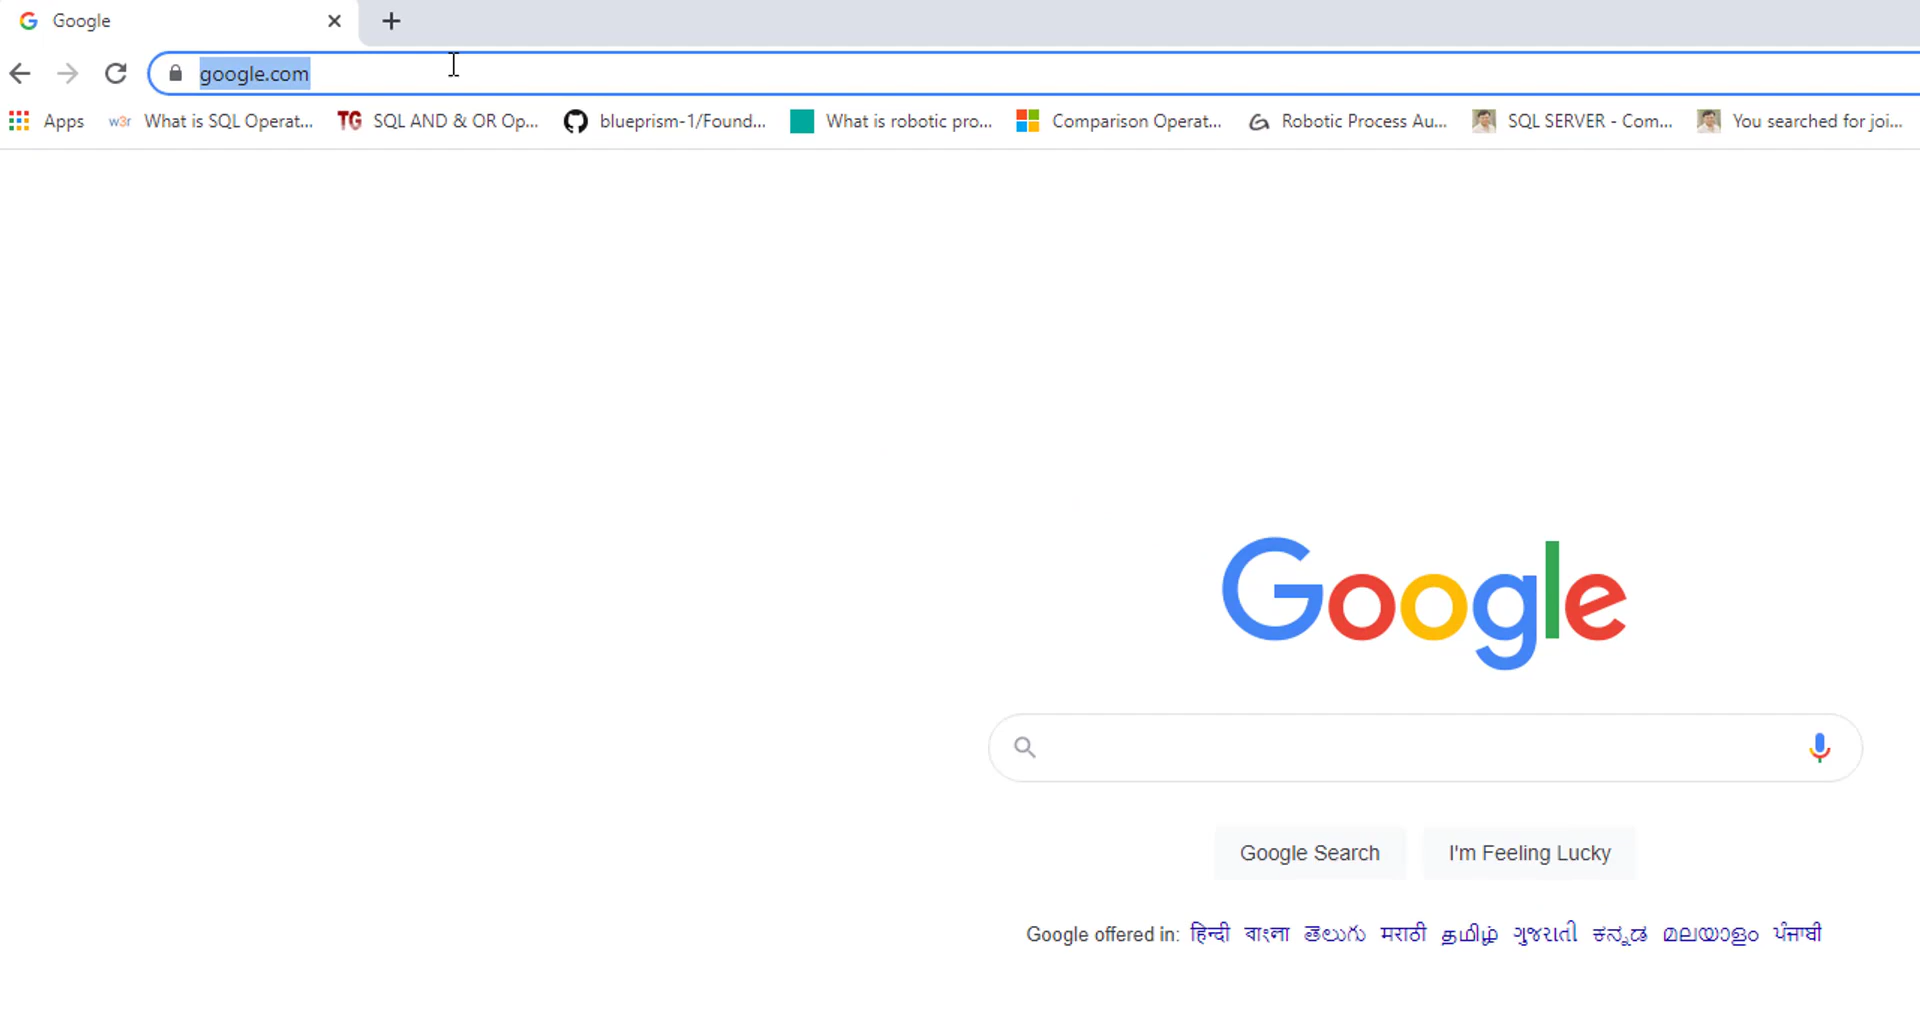 Google
google.com
Apps w3r What is SQL Operat... TG SQL AND & OR Op... blueprism-1/Found... What is robotic pro... Comparison Operat... Robotic Process Au... SQL SERVER - Com... You searched for joi...
Google
Google Search I'm Feeling Lucky
Google offered in: हिन्दी বাংলা తెలుగు मराठी தமிழ் ગુજરાતી ಕನ್ನಡ മലയാളം ਪੰਜਾਬੀ